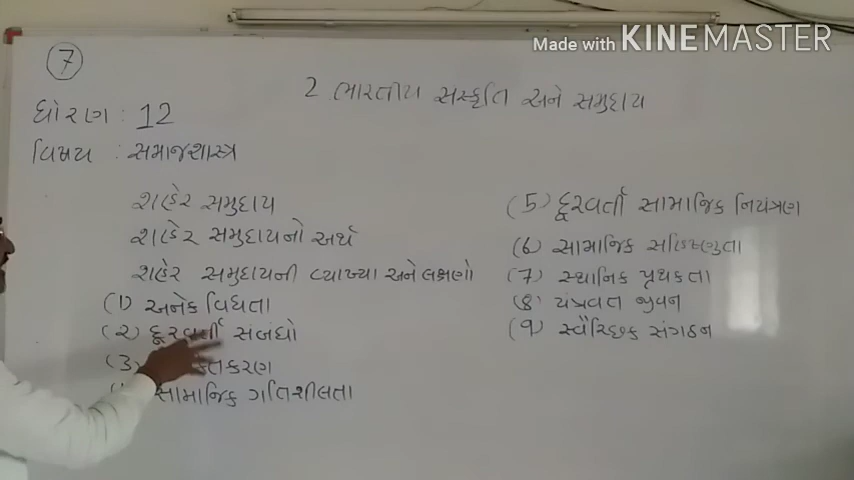 Made with KINEMASTER
7
2 ભારતીય સંસ્કૃતિ અને સમુદાય
ધોરણ : 12
વિષય : સમાજશાસ્ત્ર
શહેર સમુદાય
શહેર સમુદાયનો અર્થ
શહેર સમુદાયની વ્યાખ્યા અને લક્ષણો
(1) અનેક વિધતા
(૨) દૂરવર્તી સબધો
(3)
(
સામાજિક ગતિશીલતા
(5) દૂરવર્તી સામાજિક નિયંત્રણ
(6) સામાજિક સહિષ્ણુતા
(7) સ્થાનિક પૃથકતા
(8) યંત્રવત જીવન
(9) સ્વૈચ્છિક સંગઠન